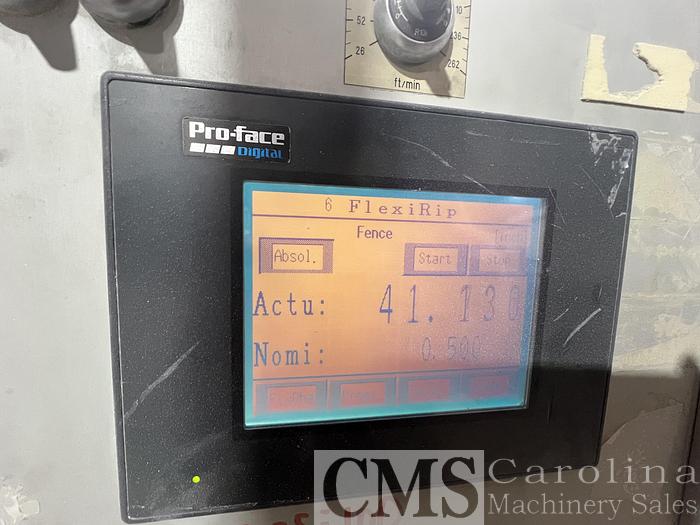 52 10
26 236
262
ft/min
Pro-face
Digital
6 FlexiRip
Fence
Absol. Start Stop
Actu: 41.130
Nomi: 0.500
CMS Carolina
Machinery Sales